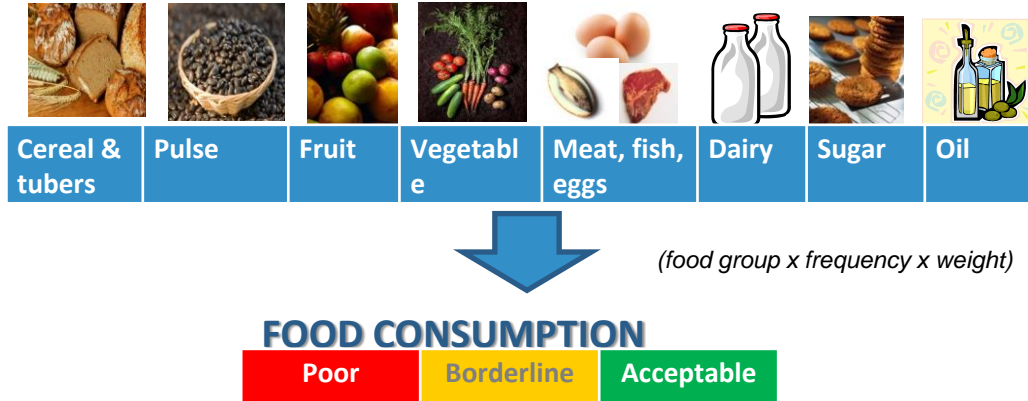 Cereal &
tubers
Pulse
Fruit
Vegetabl
e
Meat, fish,
eggs
Dairy
Sugar
Oil
(food group x frequency x weight)
FOOD CONSUMPTION
Poor
Borderline
Acceptable